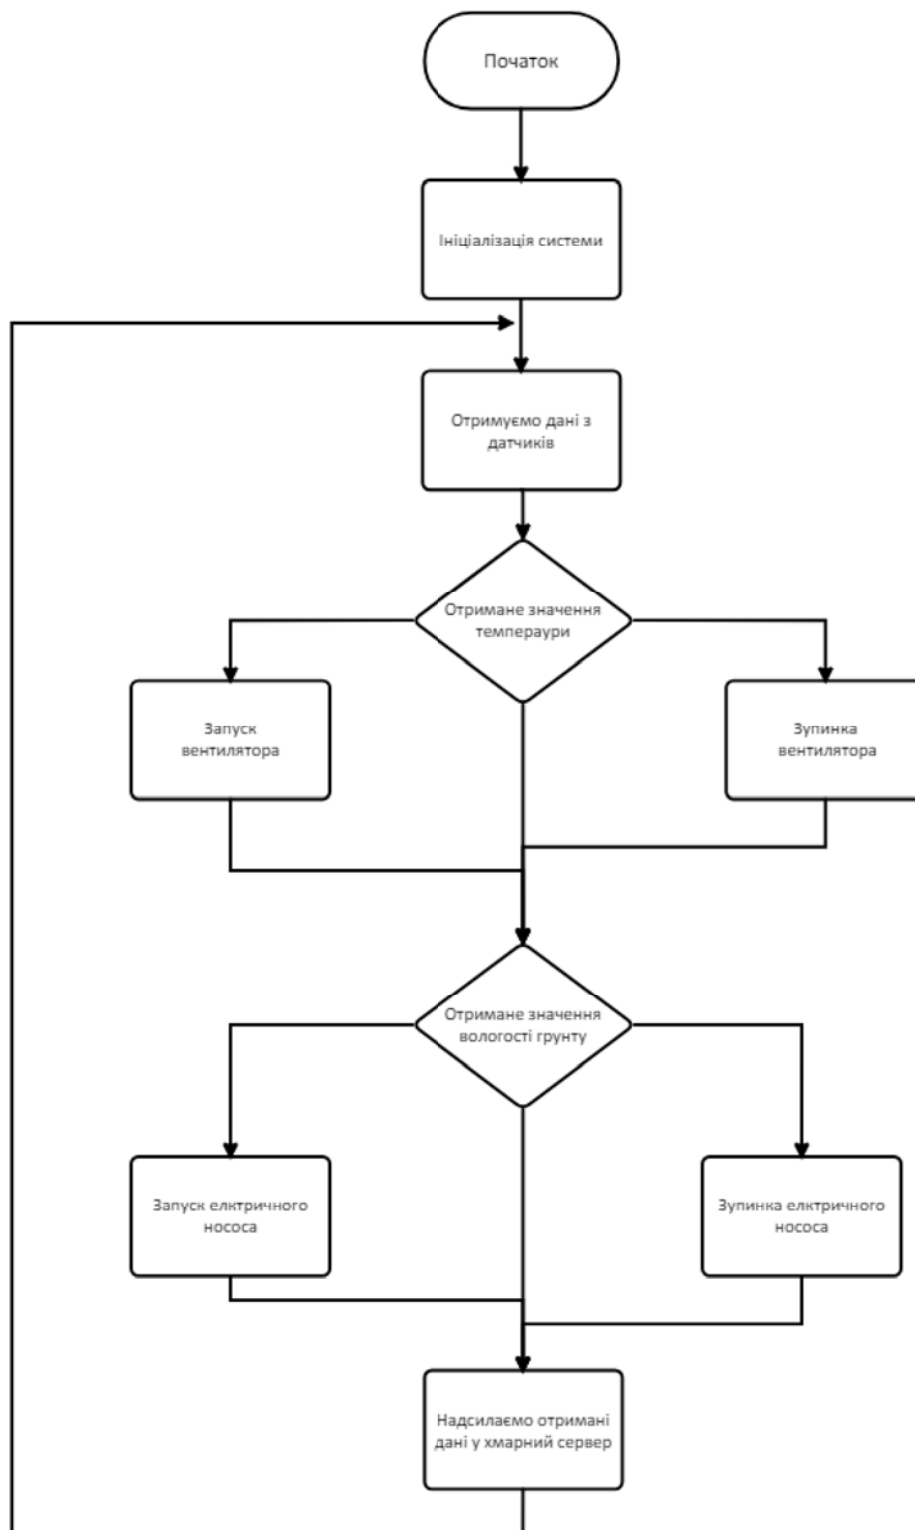 Початок
Ініціалізація системи
Отримуємо дані з
датчиків
Отримане значення
темпераури
Запуск
вентилятора
Зупинка
вентилятора
Отримане значення
вологості грунту
Запуск елктричного
нососа
Зупинка елктричного
нососа
Надсилаємо отримані
дані у хмарний сервер